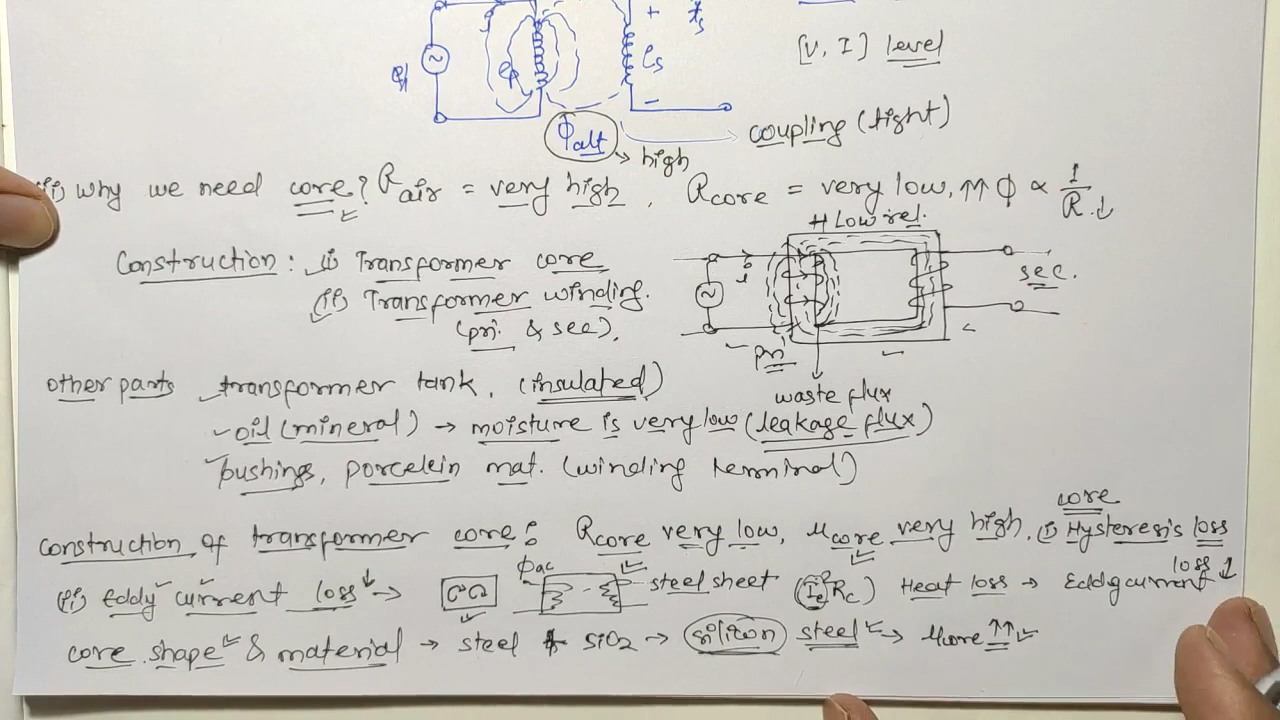 +
[V, I] level
ep
es
Φalt → high
coupling (tight)
(ii) Why we need core? Rair = very high, Rcore = very low, ↑↑ Φ ∝ 1/R ↓
Low rel.
Construction: (i) Transformer core
(ii) Transformer winding.
(pri & sec).
sec.
pri
other parts transformer tank. (insulated)
waste flux
oil (mineral) → moisture is very low (leakage flux)
bushings, porcelein mat. (winding terminal)
core
construction of transformer core: Rcore very low, μcore very high, (i) Hysteresis loss
Φac
(ii) Eddy current loss↓ → steel sheet (Ie²Rc) Heat loss → Eddy current loss ↓
core shape & material → steel + SiO2 → silicon steel → μcore ↑↑